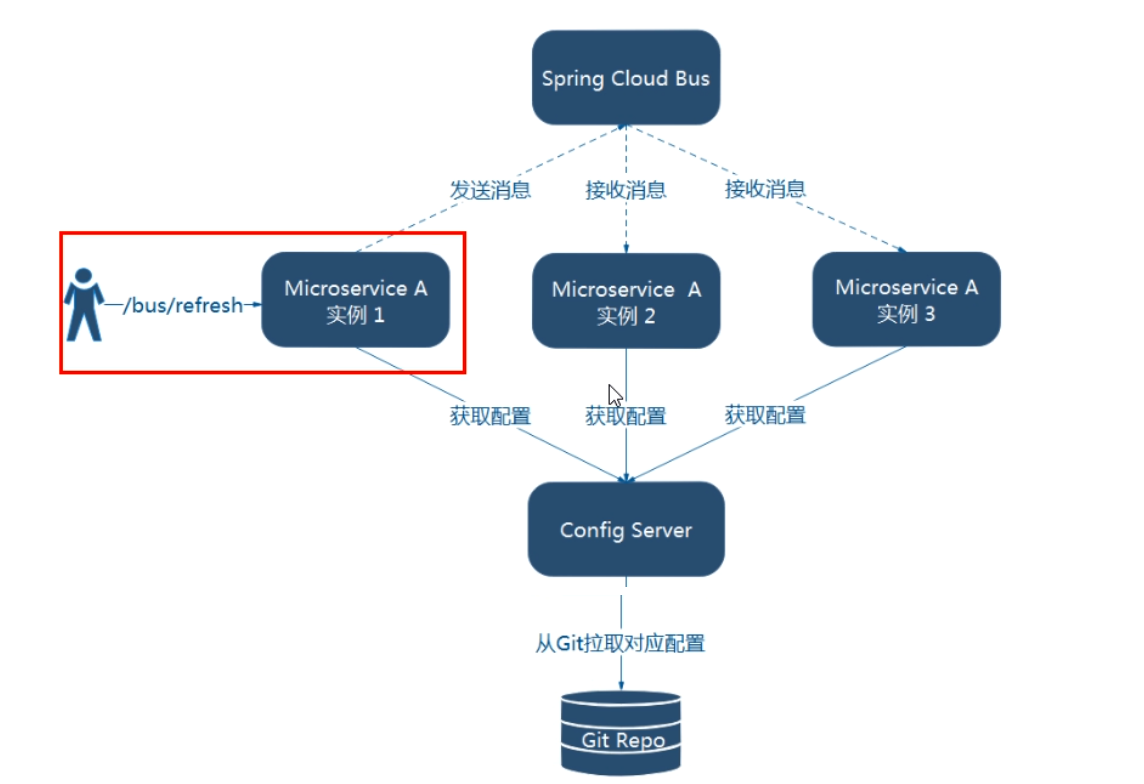 Spring Cloud Bus
发送消息
接收消息
接收消息
/bus/refresh
Microservice A
实例 1
Microservice A
实例 2
Microservice A
实例 3
获取配置
获取配置
获取配置
Config Server
从Git拉取对应配置
Git Repo